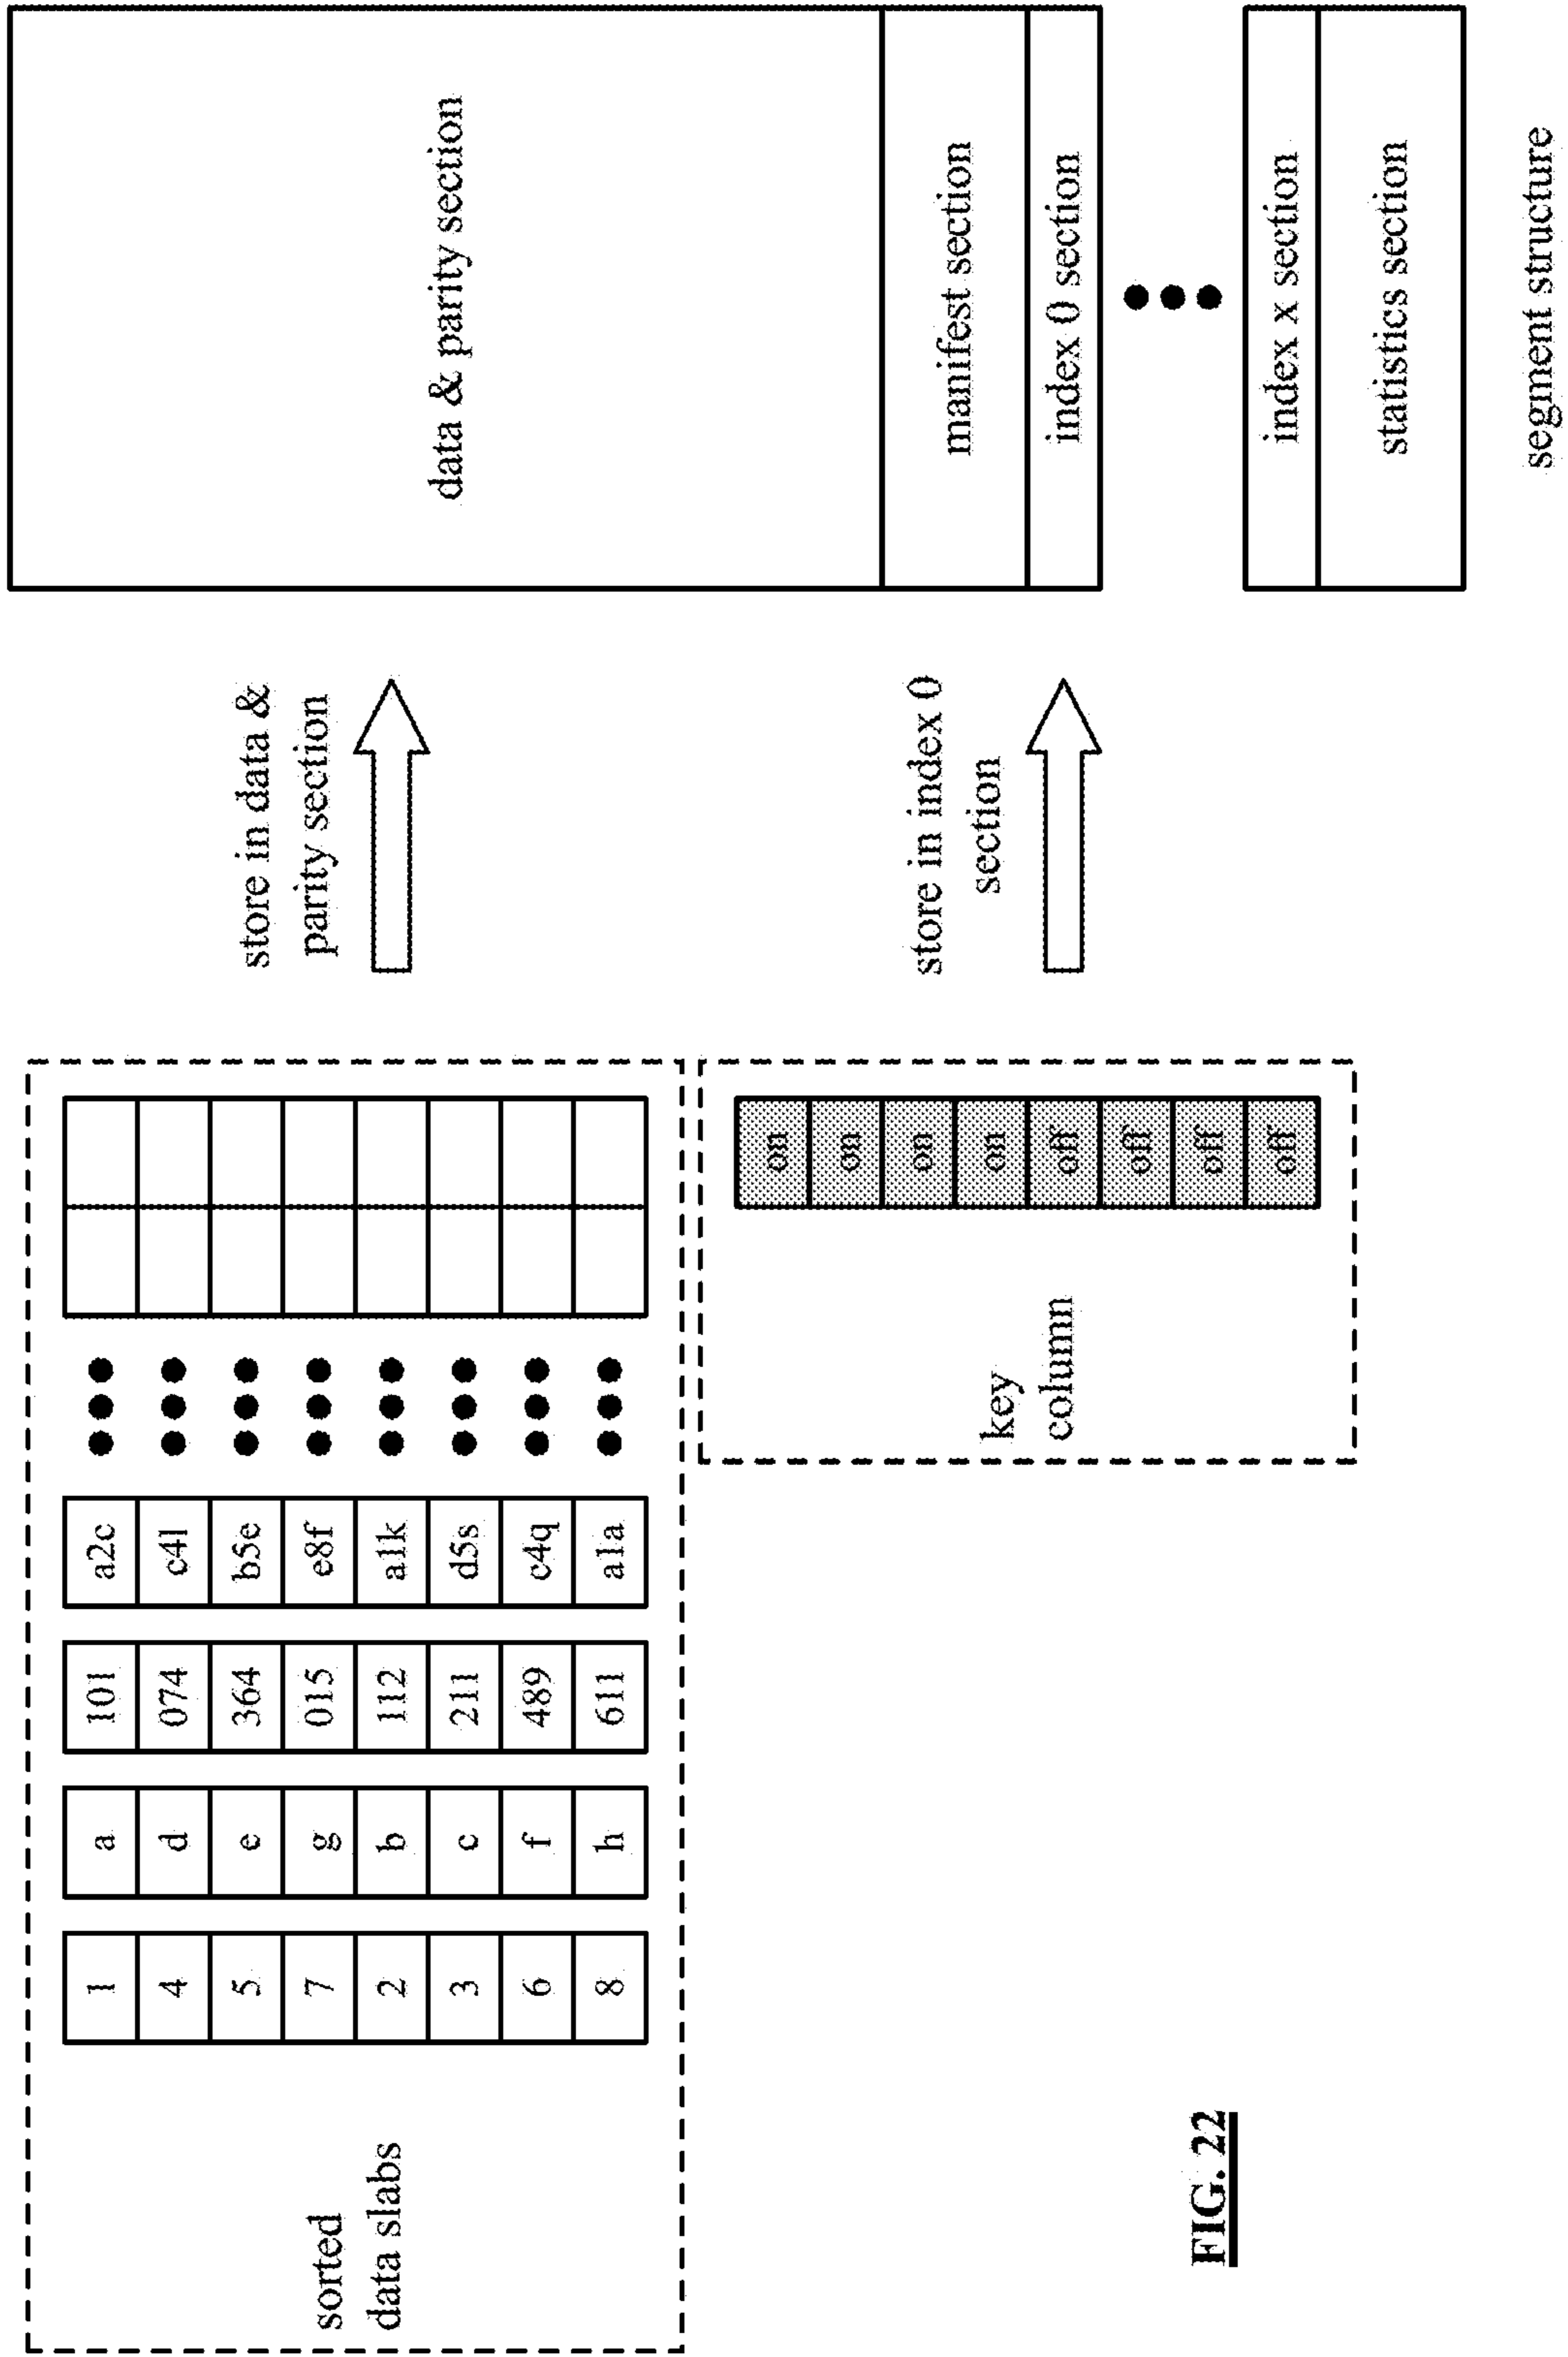 sorted
data slabs
1 a 101 a2c
4 d 074 c4l
5 e 364 b5e
7 g 015 e8f
2 b 112 a1k
3 c 211 d5s
6 f 489 c4q
8 h 611 a1a
store in data &
parity section
key
column
on
on
on
on
off
off
off
off
store in index 0
section
data & parity section
manifest section
index 0 section
index x section
statistics section
segment structure
FIG. 22